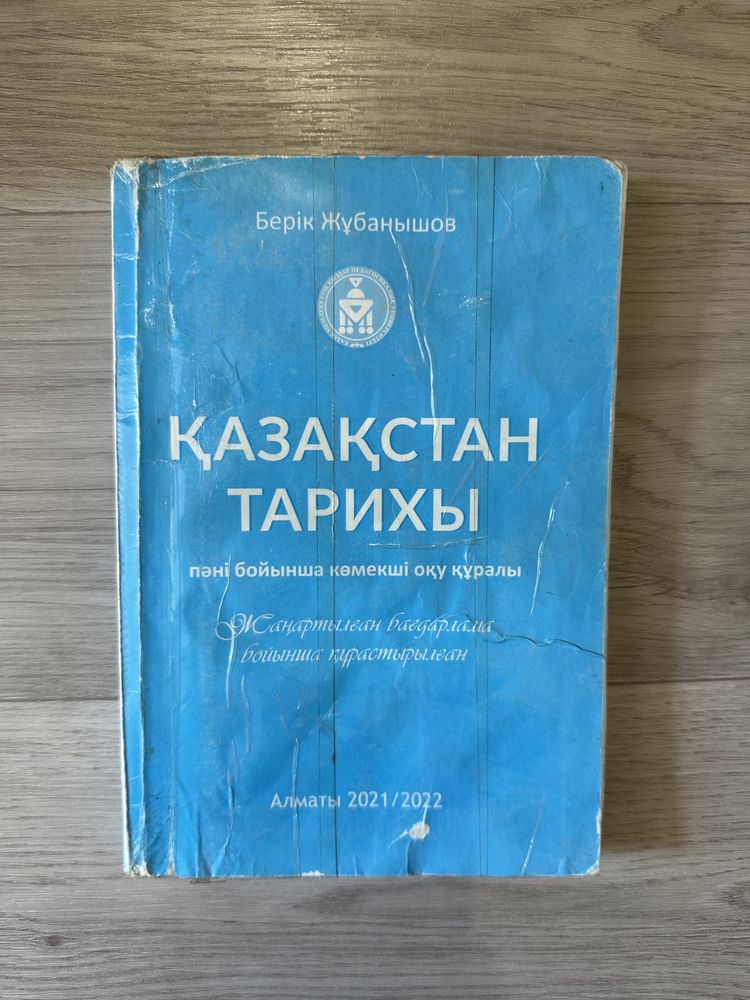 Берік Жұбанышов
ҚАЗАҚСТАН
ТАРИХЫ
пәні бойынша көмекші оқу құралы
Жаңартылған бағдарлама
бойынша құрастырылған
Алматы 2021/2022